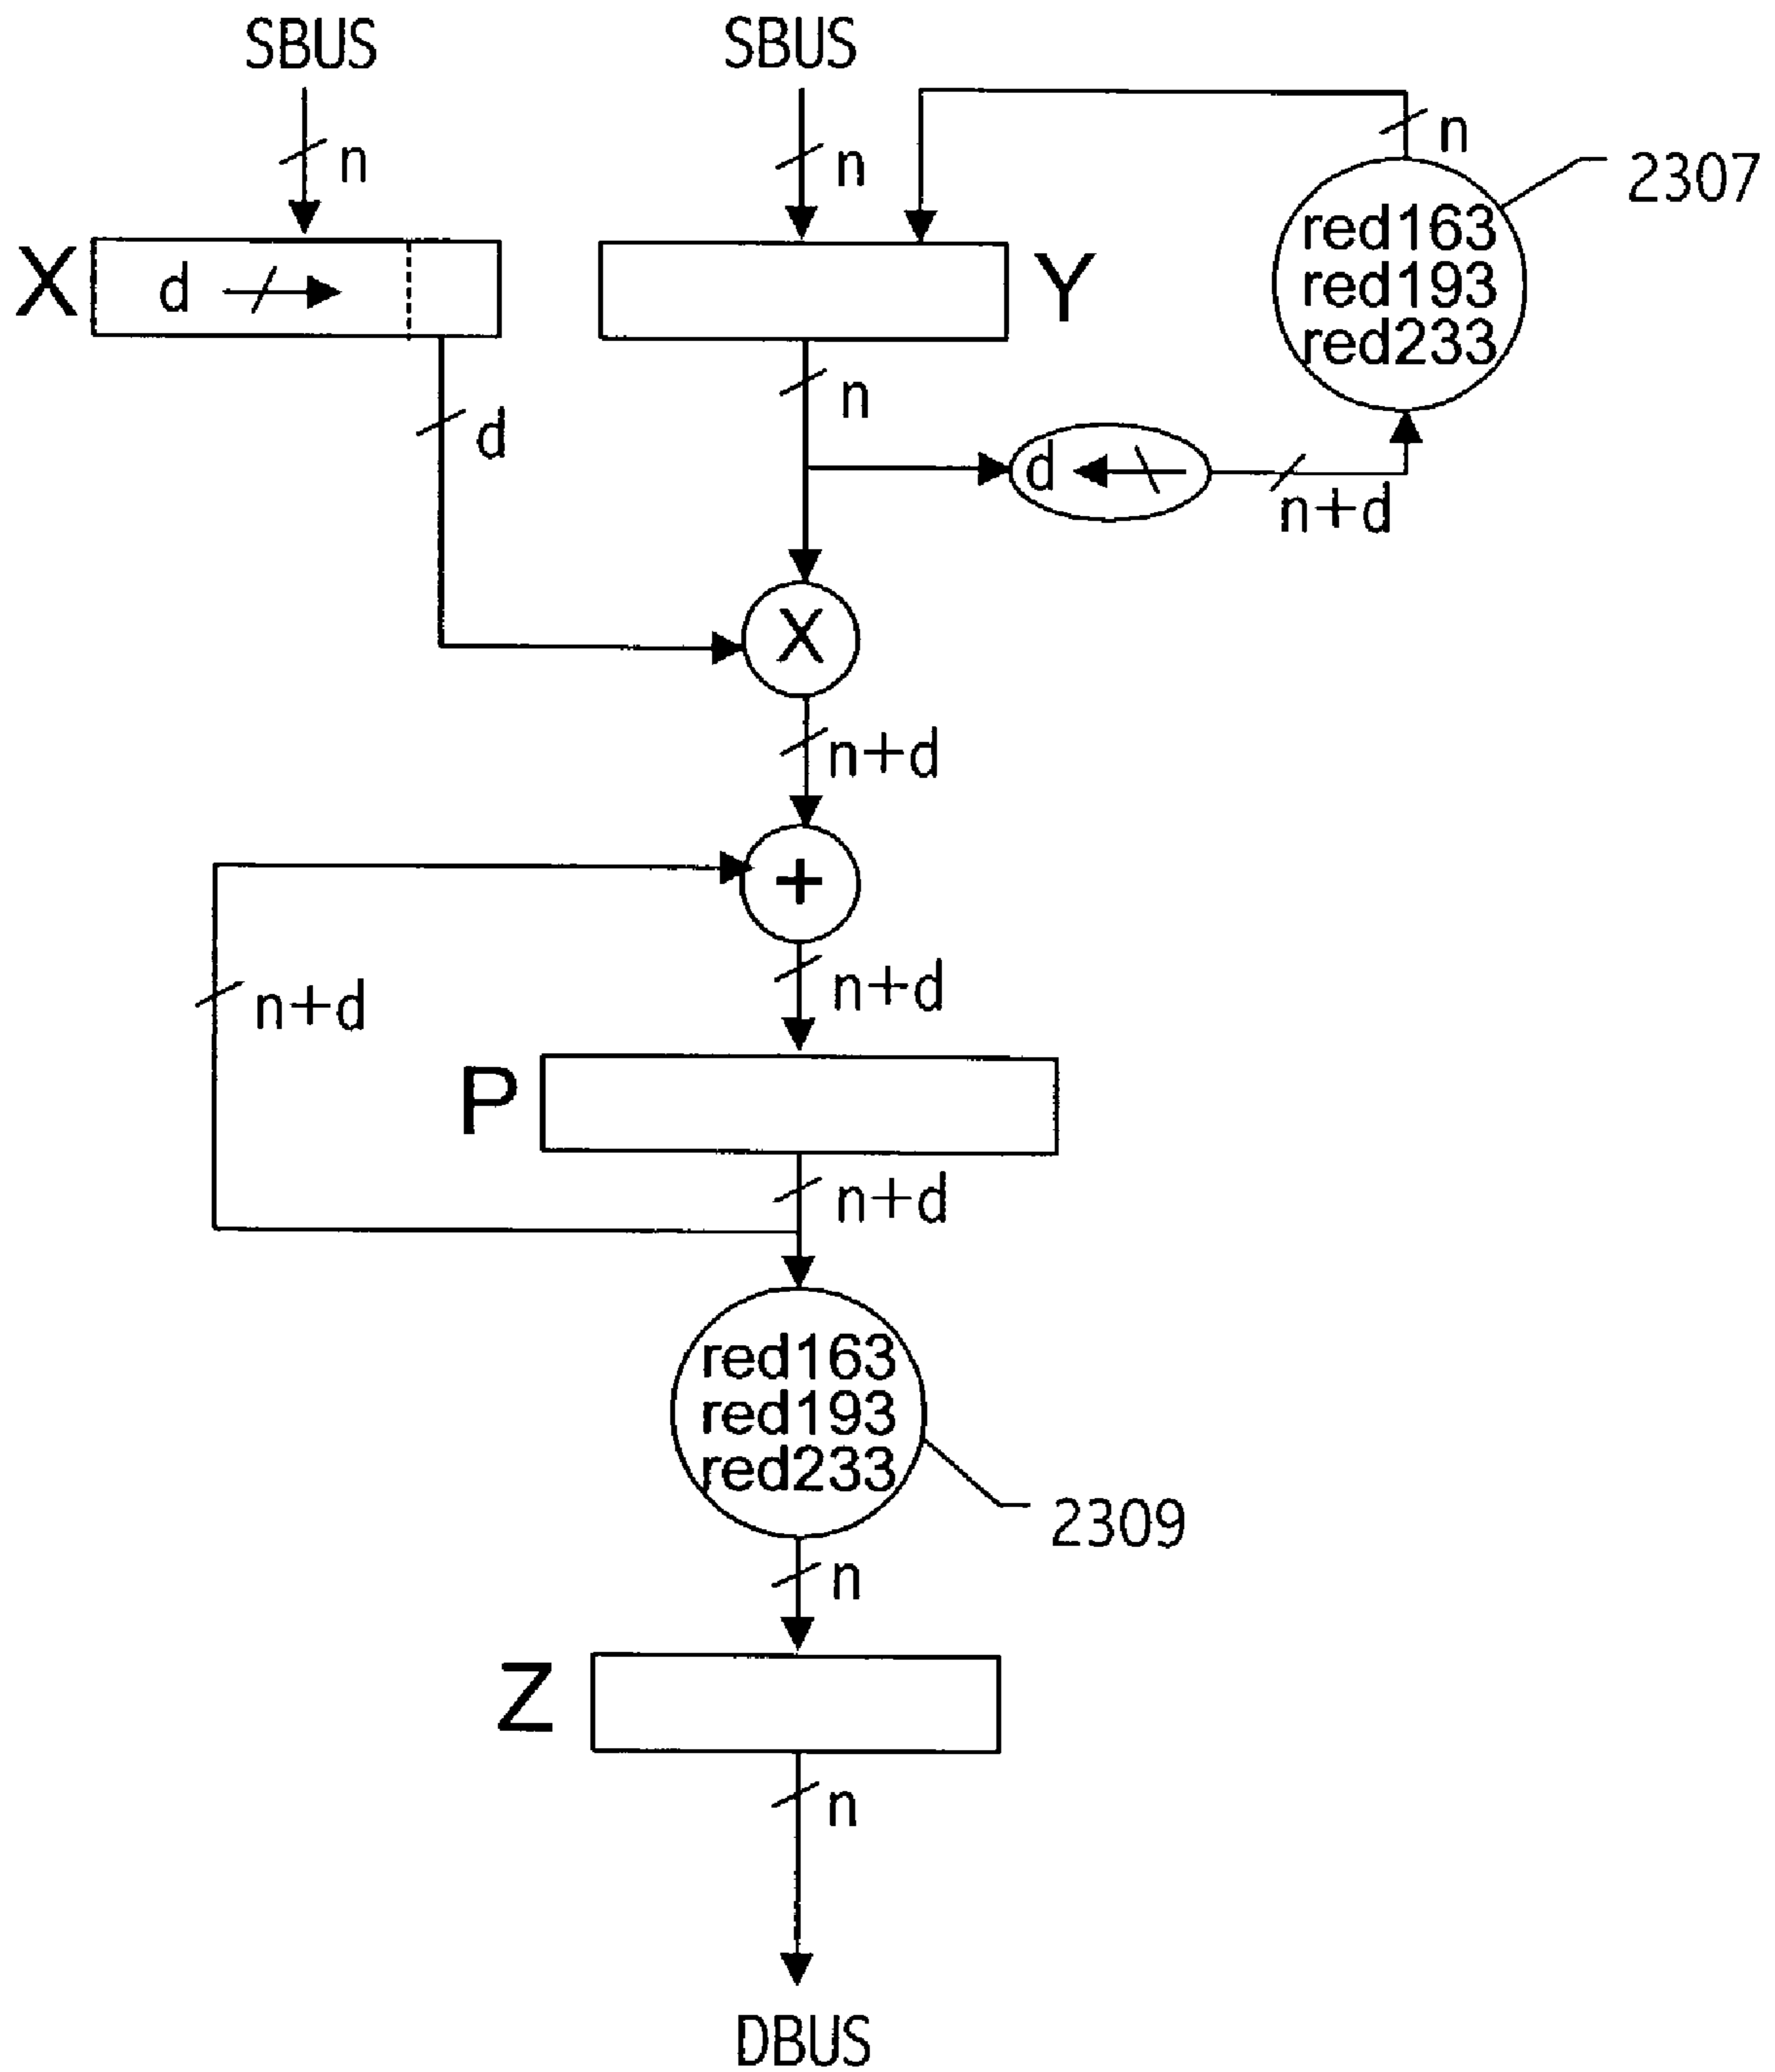 SBUS
SBUS
n
n
n
2307
red163
red193
red233
X
d
Y
n
d
d
n+d
X
n+d
+
n+d
n+d
P
n+d
red163
red193
red233
2309
n
Z
n
DBUS